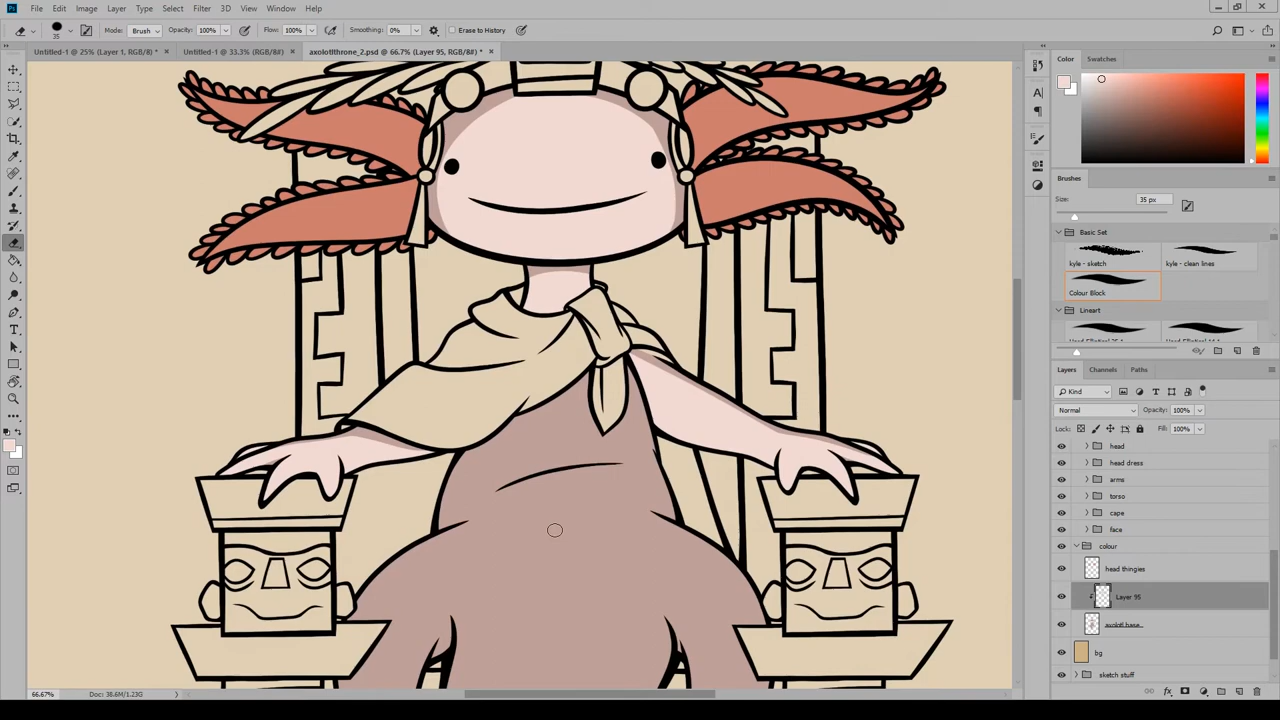 Ps File Edit Image Layer Type Select Filter 3D View Window Help
35 Mode: Brush Opacity: 100% Flow: 100% Smoothing: 0% Erase to History
Untitled-1 @ 25% (Layer 1, RGB/8) * × Untitled-1 @ 33.3% (RGB/8#) × axolotlthrone_2.psd @ 66.7% (Layer 95, RGB/8#) * ×
Color Swatches
Brushes
Size: 35 px
Basic Set
kyle - sketch kyle - clean lines
Colour Block
Lineart
Layers Channels Paths
Kind
Normal Opacity: 100%
Lock: Fill: 100%
head
head dress
arms
torso
cape
face
colour
head thingies
Layer 95
axolotl base
bg
sketch stuff
66.67% Doc: 38.6M/1.23G